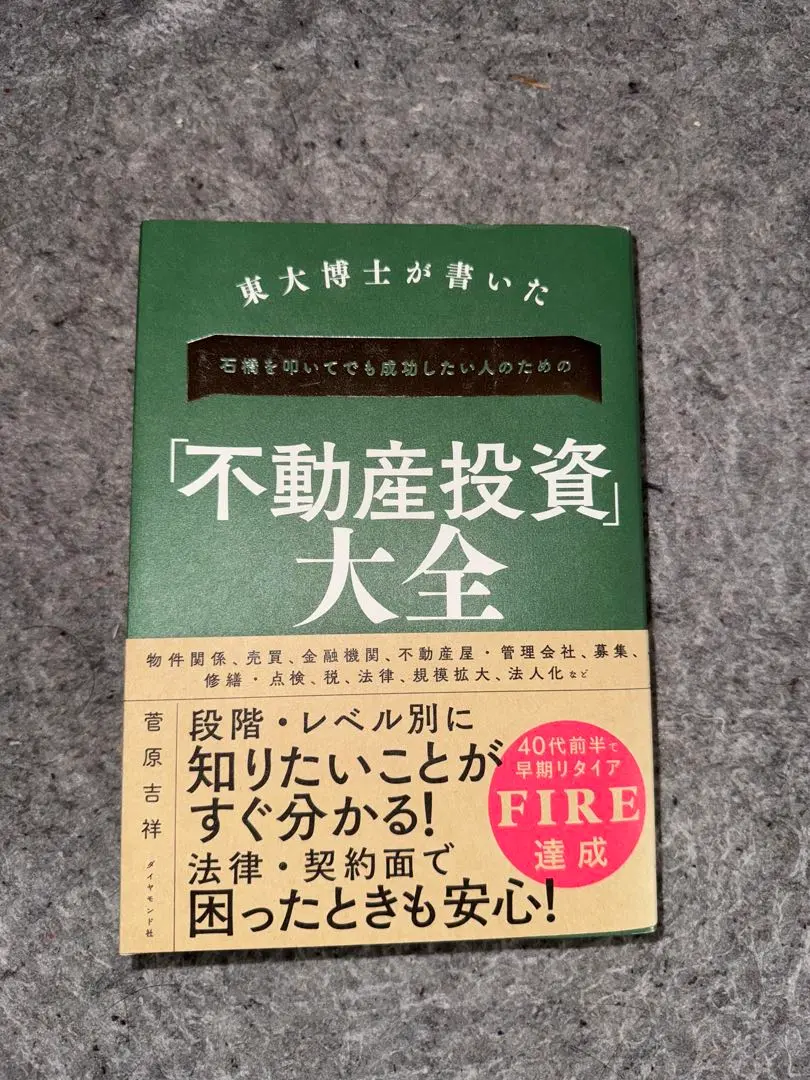 東大博士が書いた
石橋を叩いてでも成功したい人のための
「不動産投資」
大全
物件関係、売買、金融機関、不動産屋・管理会社、募集、
修繕・点検、税、法律、規模拡大、法人化など
菅原吉祥
ダイヤモンド社
段階・レベル別に
知りたいことが
すぐ分かる!
法律・契約面で
困ったときも安心!
40代前半で
早期リタイア
FIRE
達成